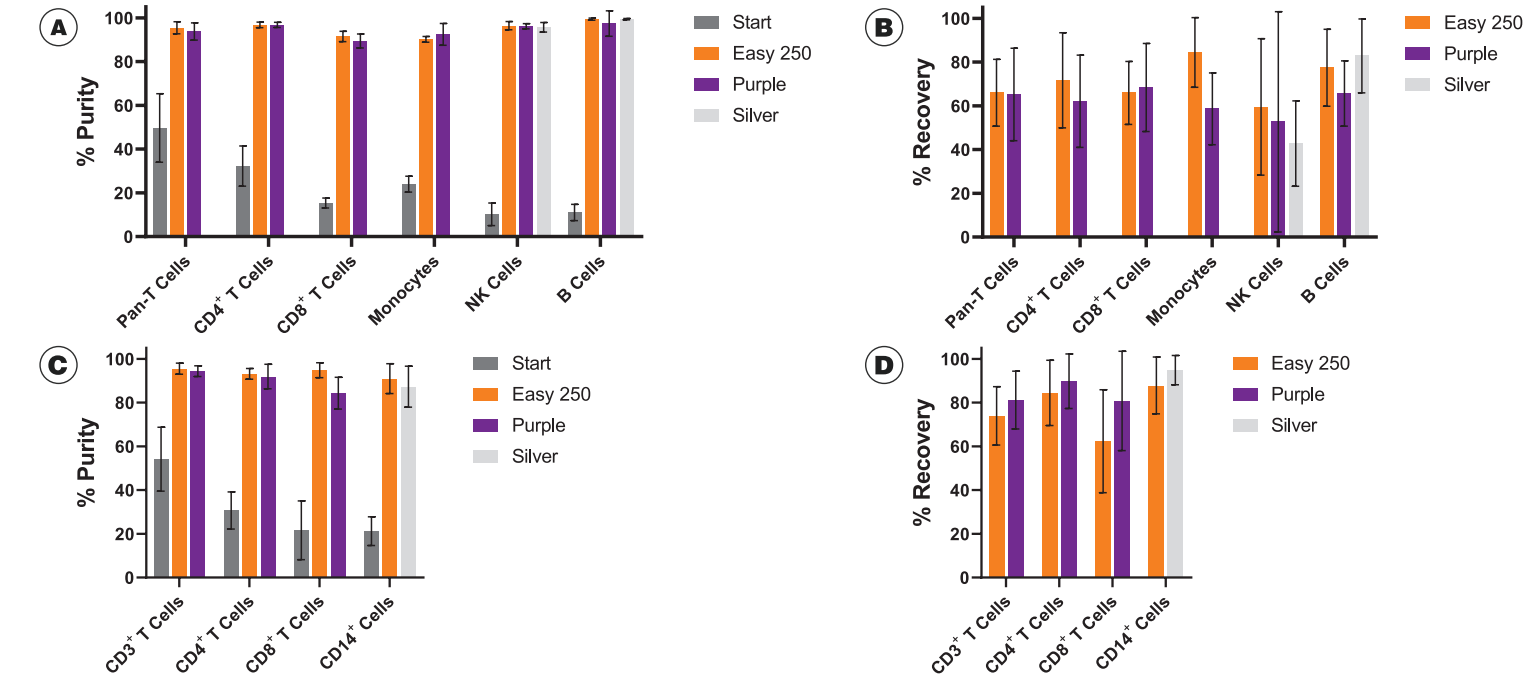 A
% Purity
100
80
60
40
20
0
Pan-T Cells
CD4⁺ T Cells
CD8⁺ T Cells
Monocytes
NK Cells
B Cells
Start
Easy 250
Purple
Silver
B
% Recovery
100
80
60
40
20
0
Pan-T Cells
CD4⁺ T Cells
CD8⁺ T Cells
Monocytes
NK Cells
B Cells
Easy 250
Purple
Silver
C
% Purity
100
80
60
40
20
0
CD3⁺ T Cells
CD4⁺ T Cells
CD8⁺ T Cells
CD14⁺ Cells
Start
Easy 250
Purple
Silver
D
% Recovery
100
80
60
40
20
0
CD3⁺ T Cells
CD4⁺ T Cells
CD8⁺ T Cells
CD14⁺ Cells
Easy 250
Purple
Silver